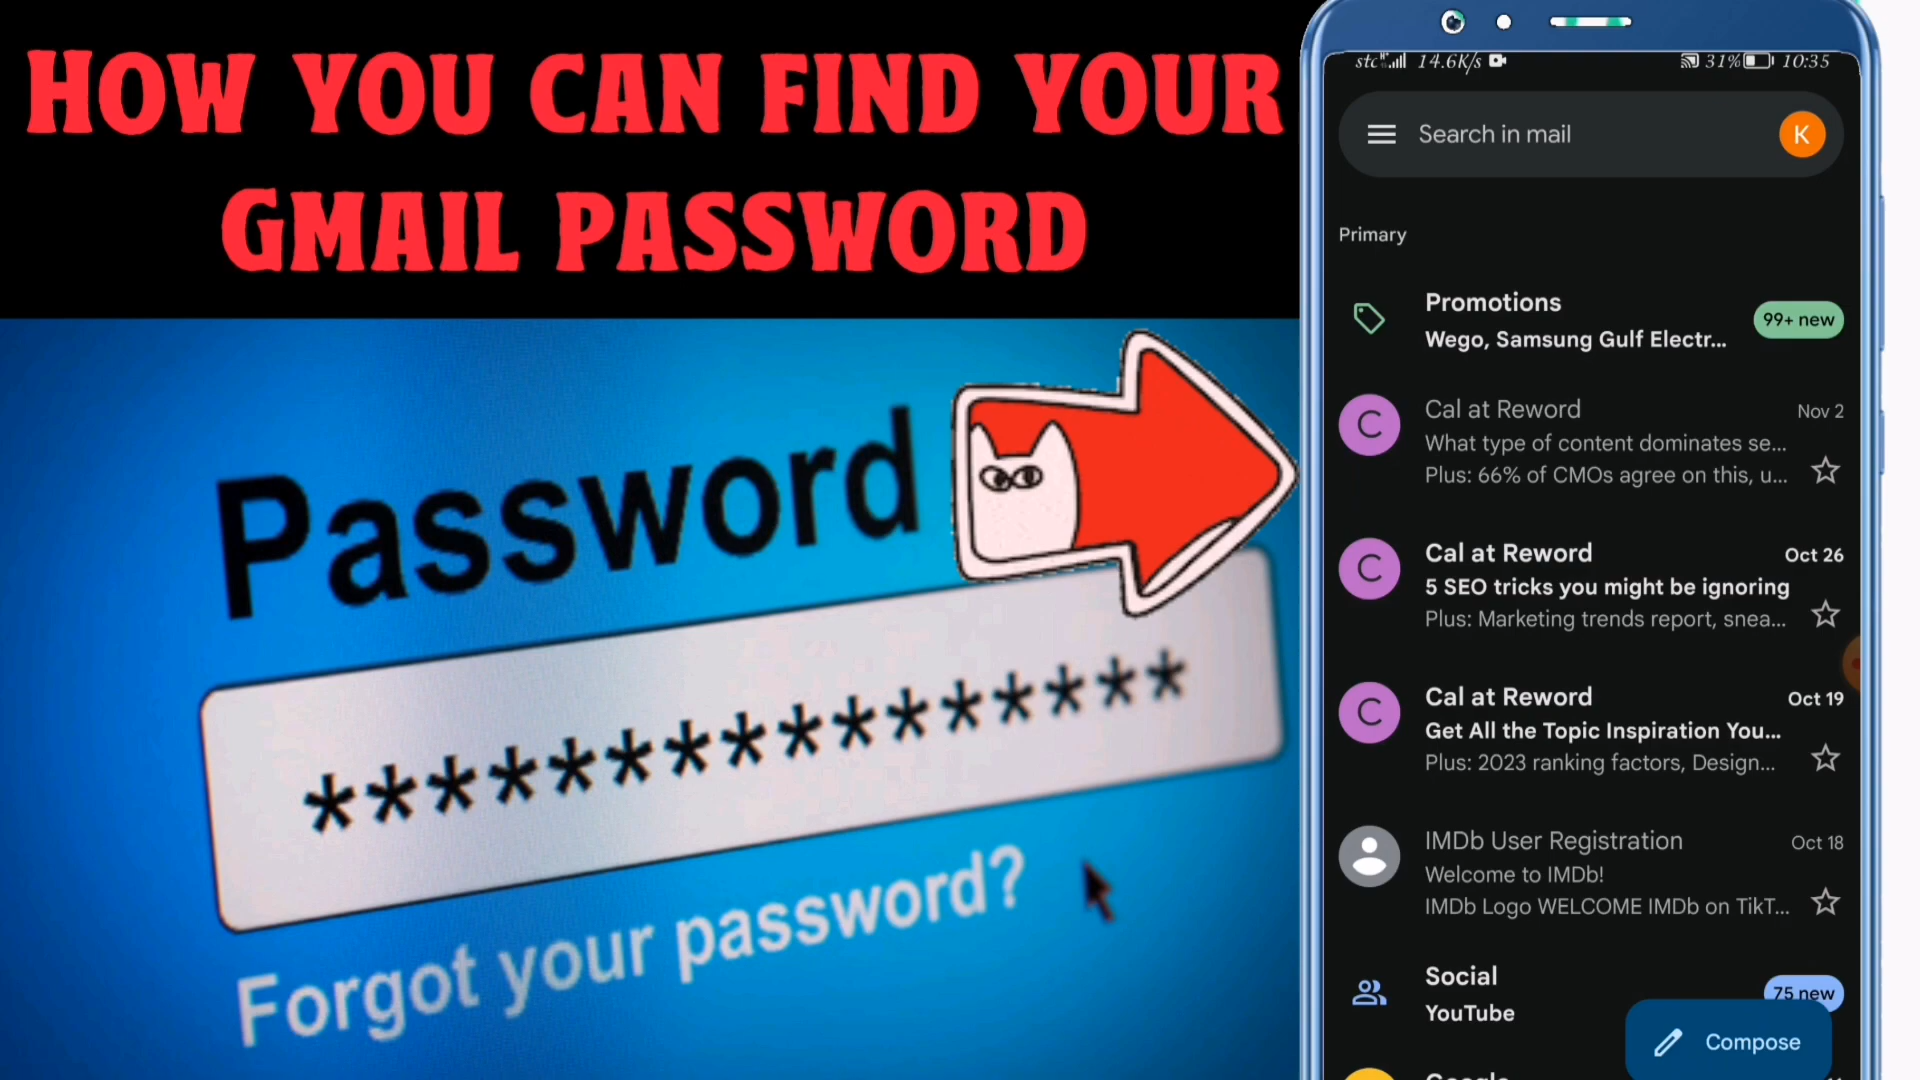 HOW YOU CAN FIND YOUR
GMAIL PASSWORD
Password
****************
Forgot your password?
stc 14.6K/s 31% 10:35
Search in mail K
Primary
Promotions
Wego, Samsung Gulf Electr... 99+ new
C Cal at Reword Nov 2
What type of content dominates se...
Plus: 66% of CMOs agree on this, u...
C Cal at Reword Oct 26
5 SEO tricks you might be ignoring
Plus: Marketing trends report, snea...
C Cal at Reword Oct 19
Get All the Topic Inspiration You...
Plus: 2023 ranking factors, Design...
IMDb User Registration Oct 18
Welcome to IMDb!
IMDb Logo WELCOME IMDb on TikT...
Social 75 new
YouTube
Compose
Google